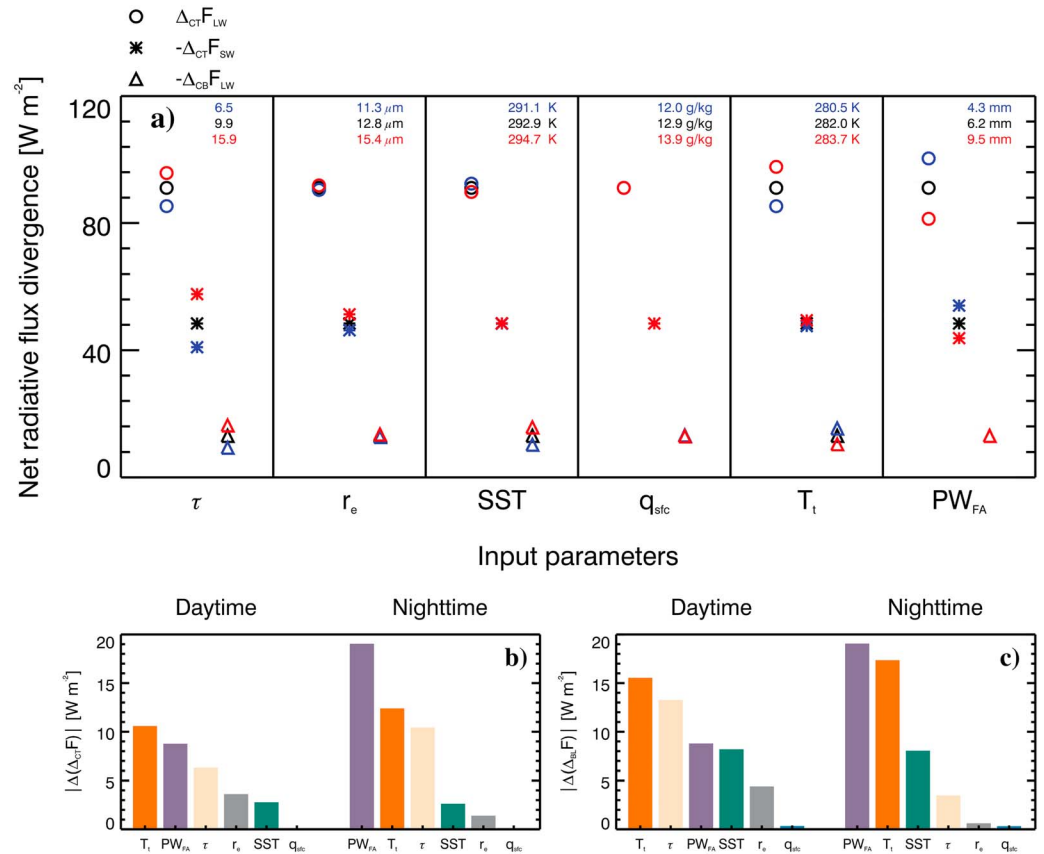 Δ_CT F_LW
-Δ_CT F_SW
-Δ_CB F_LW
Net radiative flux divergence [W m⁻²]
120
80
40
0
a)
6.5
9.9
15.9
11.3 μm
12.8 μm
15.4 μm
291.1 K
292.9 K
294.7 K
12.0 g/kg
12.9 g/kg
13.9 g/kg
280.5 K
282.0 K
283.7 K
4.3 mm
6.2 mm
9.5 mm
τ r_e SST q_sfc T_t PW_FA
Input parameters
Daytime Nighttime
b)
|Δ(Δ_CT F)| [W m⁻²]
20
15
10
5
0
T_t PW_FA τ r_e SST q_sfc PW_FA T_t τ SST r_e q_sfc
Daytime Nighttime
c)
|Δ(Δ_BL F)| [W m⁻²]
20
15
10
5
0
T_t τ PW_FA SST r_e q_sfc PW_FA T_t SST τ r_e q_sfc